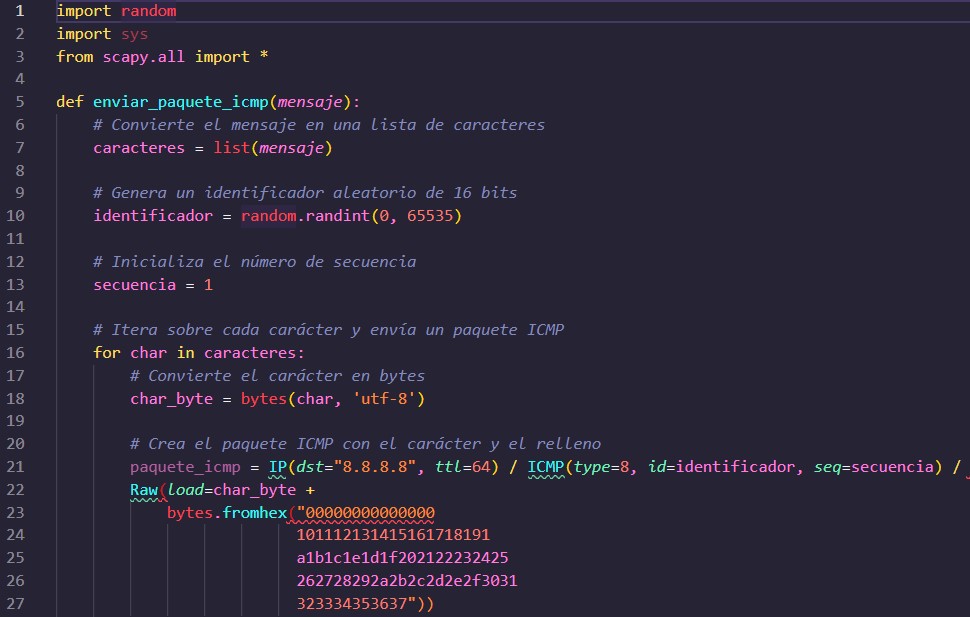 1 import random
2 import sys
3 from scapy.all import *
4
5 def enviar_paquete_icmp(mensaje):
6 # Convierte el mensaje en una lista de caracteres
7 caracteres = list(mensaje)
8
9 # Genera un identificador aleatorio de 16 bits
10 identificador = random.randint(0, 65535)
11
12 # Inicializa el número de secuencia
13 secuencia = 1
14
15 # Itera sobre cada carácter y envía un paquete ICMP
16 for char in caracteres:
17 # Convierte el carácter en bytes
18 char_byte = bytes(char, 'utf-8')
19
20 # Crea el paquete ICMP con el carácter y el relleno
21 paquete_icmp = IP(dst="8.8.8.8", ttl=64) / ICMP(type=8, id=identificador, seq=secuencia) /
22 Raw(load=char_byte +
23 bytes.fromhex("00000000000000
24 101112131415161718191
25 a1b1c1e1d1f202122232425
26 262728292a2b2c2d2e2f3031
27 323334353637"))